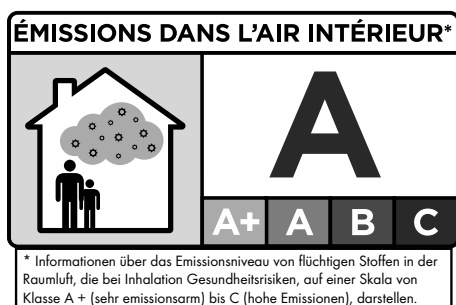 ÉMISSIONS DANS L'AIR INTÉRIEUR*
A
A+ A B C
* Informationen über das Emissionsniveau von flüchtigen Stoffen in der
Raumluft, die bei Inhalation Gesundheitsrisiken, auf einer Skala von
Klasse A + (sehr emissionsarm) bis C (hohe Emissionen), darstellen.